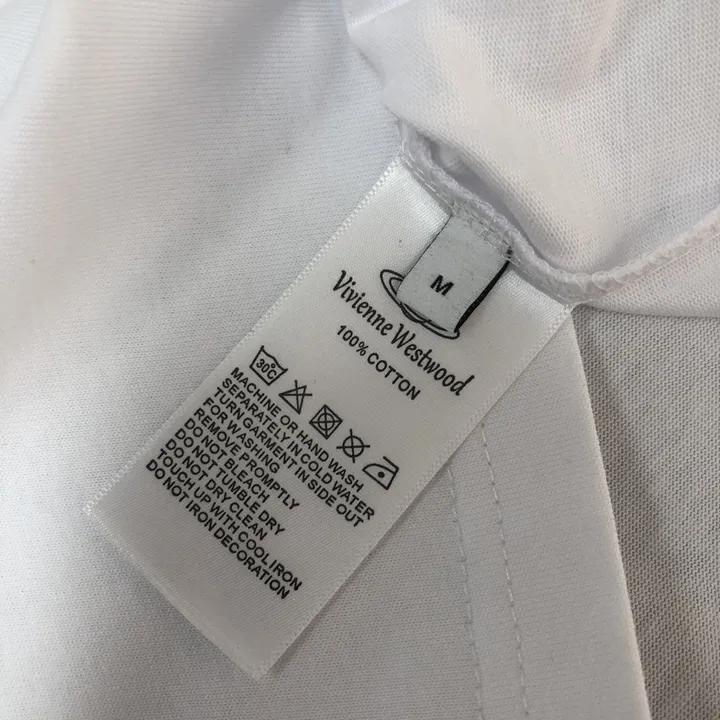 M
Vivienne Westwood
100% COTTON
30°C
MACHINE OR HAND WASH
SEPARATELY IN COLD WATER
TURN GARMENT IN SIDE OUT
FOR WASHING
REMOVE PROMPTLY
DO NOT BLEACH
DO NOT TUMBLE DRY
DO NOT DRY CLEAN
TOUCH UP WITH COOL IRON
DO NOT IRON DECORATION